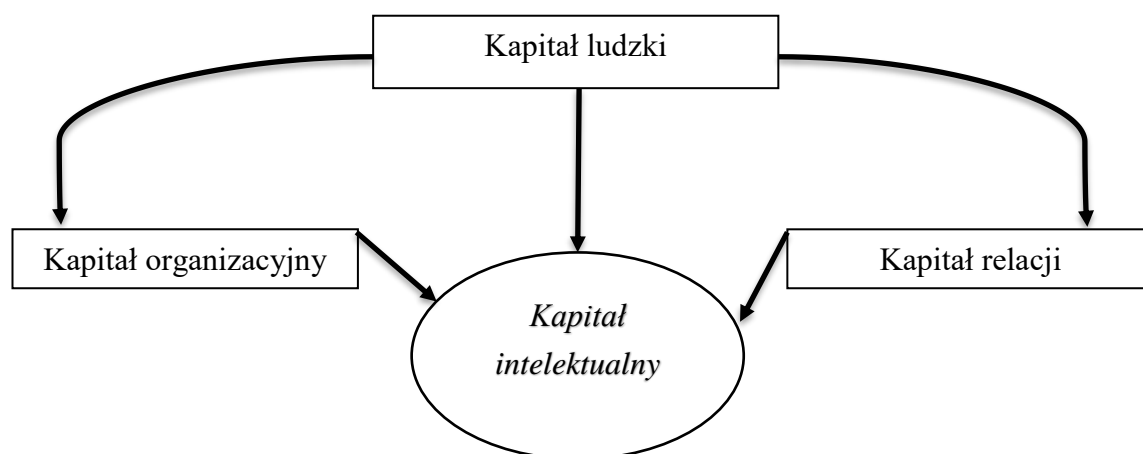 Kapitał ludzki
Kapitał organizacyjny
Kapitał relacji
Kapitał
intelektualny